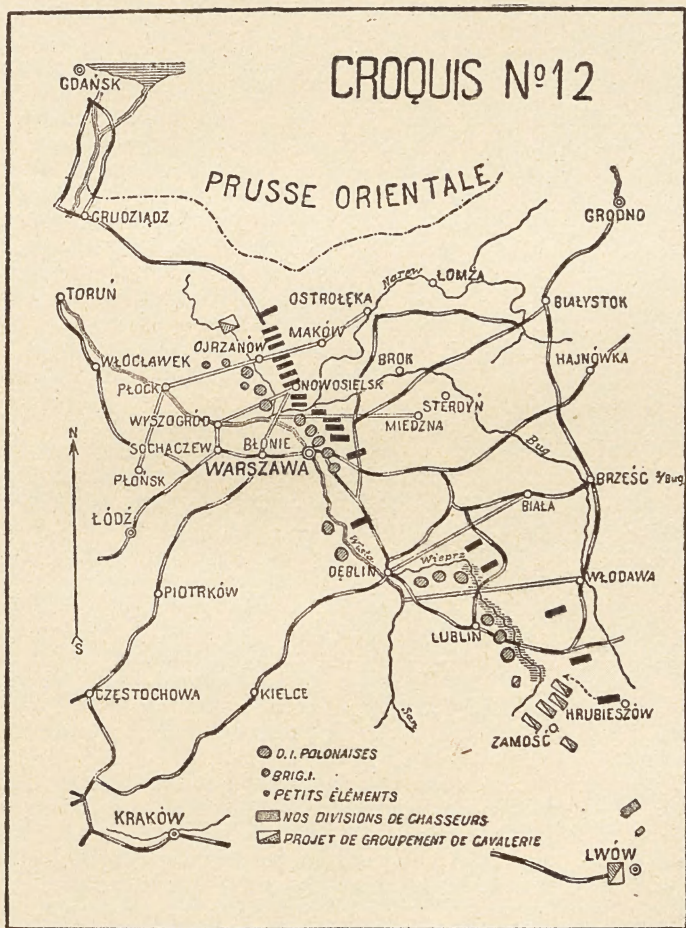 CROQUIS Nº12
GDAŃSK
PRUSSE ORIENTALE
GRUDZIĄDZ
GRODNO
TORUŃ
Narew
ŁOMŻA
OSTROŁĘKA
BIAŁYSTOK
MAKÓW
OJRZANÓW
WŁOCŁAWEK
BROK
HAJNÓWKA
PŁOCK
NOWOSIELSK
STERDYŃ
WYSZOGRÓD
MIEDZNA
N
SOCHACZEW
BŁONIE
Bug
WARSZAWA
PŁOŃSK
BRZEŚĆ s/Bug
BIAŁA
ŁÓDŹ
Wisła
Wieprz
DĘBLIN
WŁODAWA
PIOTRKÓW
LUBLIN
S
CZĘSTOCHOWA
KIELCE
San
HRUBIESZÓW
ZAMOŚĆ
D.I. POLONAISES
BRIG.I.
PETITS ÉLÉMENTS
NOS DIVISIONS DE CHASSEURS
PROJET DE GROUPEMENT DE CAVALERIE
KRAKÓW
LWÓW